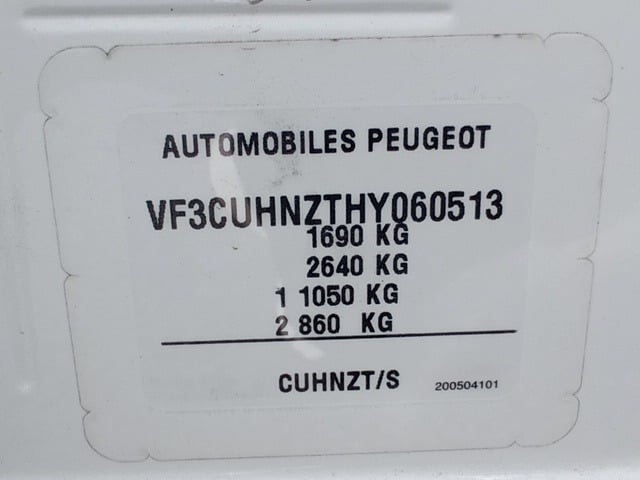 AUTOMOBILES PEUGEOT
VF3CUHNZTHY060513
1690 KG
2640 KG
1 1050 KG
2 860 KG
CUHNZT/S 200504101